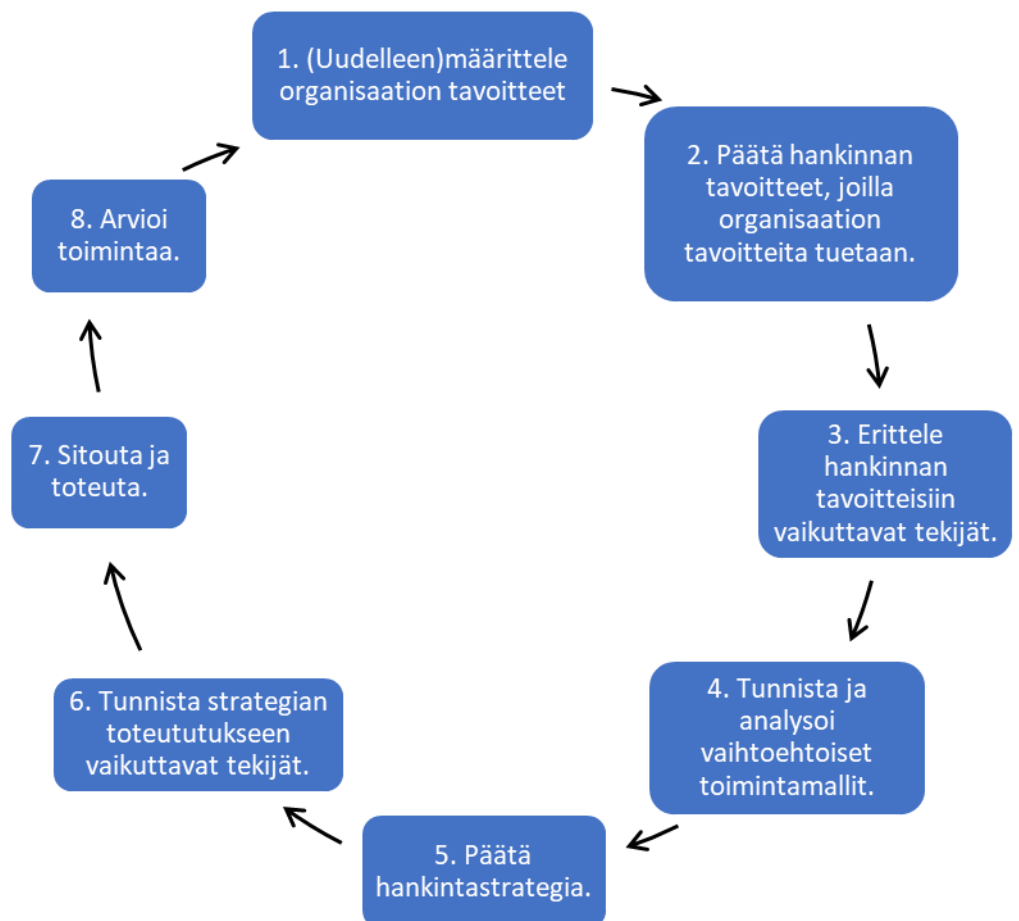 1. (Uudelleen)määrittele
organisaation tavoitteet
2. Päätä hankinnan
tavoitteet, joilla
organisaation
tavoitteita tuetaan.
3. Erittele
hankinnan
tavoitteisiin
vaikuttavat tekijät.
4. Tunnista ja
analysoi
vaihtoehtoiset
toimintamallit.
5. Päätä
hankintastrategia.
6. Tunnista strategian
toteututukseen
vaikuttavat tekijät.
7. Sitouta ja
toteuta.
8. Arvioi
toimintaa.